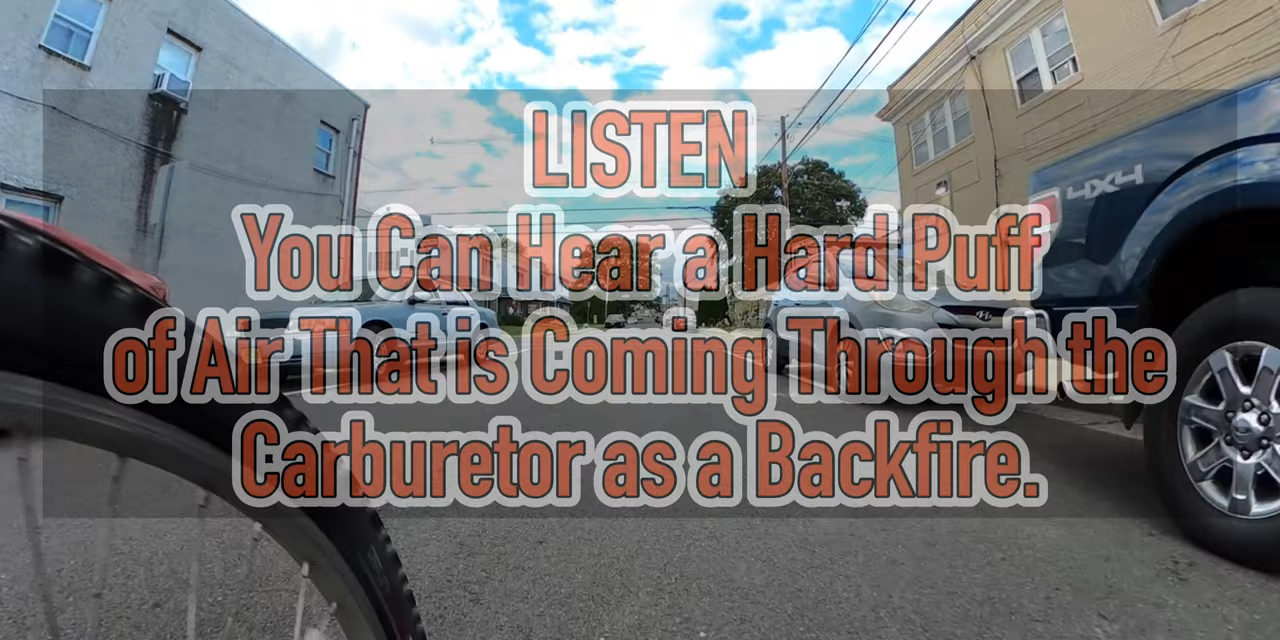 LISTEN
You Can Hear a Hard Puff
of Air That is Coming Through the
Carburetor as a Backfire.
4X4